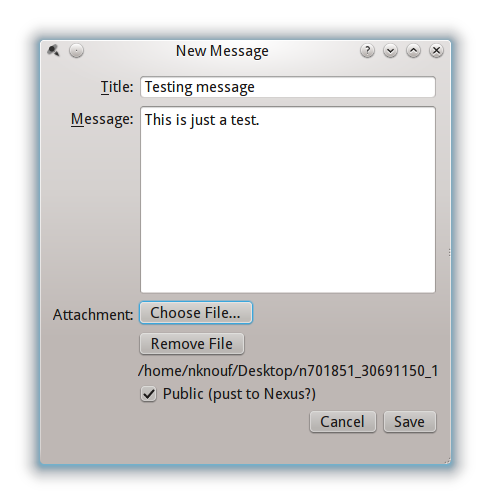 New Message
Title: Testing message
Message: This is just a test.
Attachment: Choose File...
Remove File
/home/nknouf/Desktop/n701851_30691150_1
Public (pust to Nexus?)
Cancel Save